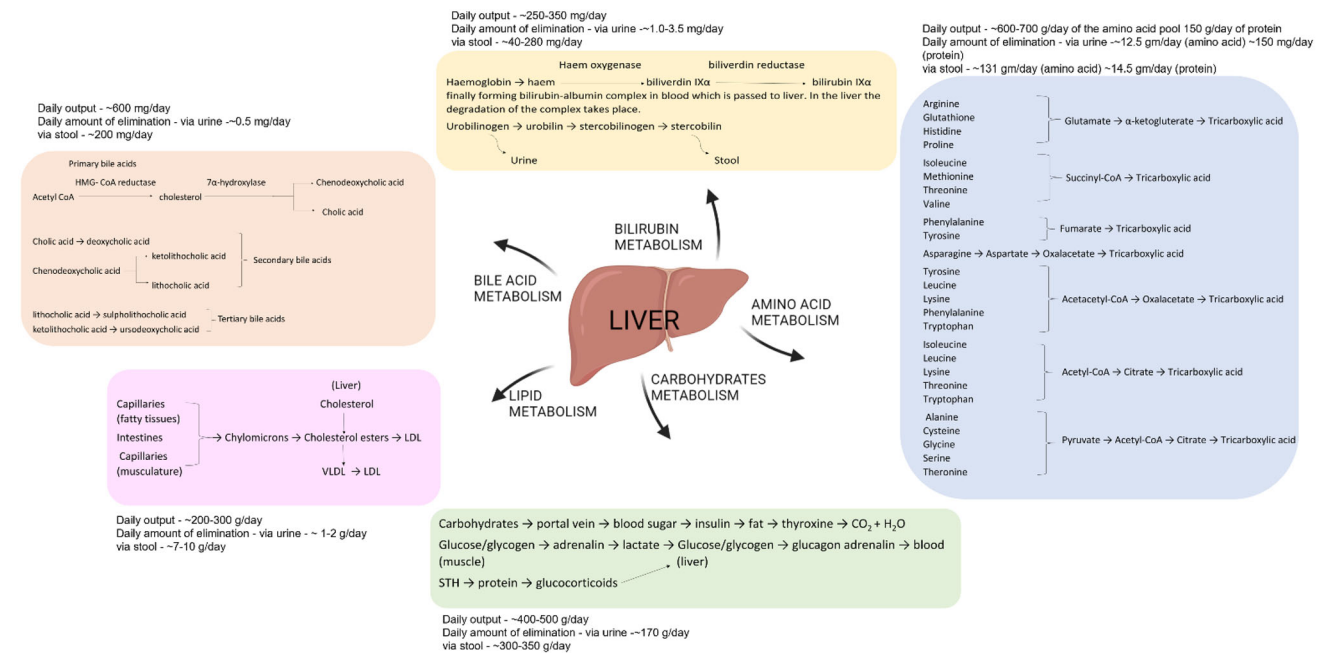 Daily output - ~250-350 mg/day
Daily amount of elimination - via urine -~1.0-3.5 mg/day
via stool - ~40-280 mg/day
Haem oxygenase biliverdin reductase
Haemoglobin → haem → biliverdin IXα → bilirubin IXα
finally forming bilirubin-albumin complex in blood which is passed to liver. In the liver the
degradation of the complex takes place.
Urobilinogen → urobilin → stercobilinogen → stercobilin
Urine Stool
Daily output - ~600 mg/day
Daily amount of elimination - via urine -~0.5 mg/day
via stool - ~200 mg/day
Primary bile acids
HMG- CoA reductase 7α-hydroxylase
Acetyl CoA → cholesterol → Chenodeoxycholic acid
Cholic acid
Cholic acid → deoxycholic acid
ketolithocholic acid
Chenodeoxycholic acid
lithocholic acid
Secondary bile acids
lithocholic acid → sulpholithocholic acid
ketolithocholic acid → ursodeoxycholic acid
Tertiary bile acids
Daily output - ~600-700 g/day of the amino acid pool 150 g/day of protein
Daily amount of elimination - via urine -~12.5 gm/day (amino) ~150 mg/day
(protein)
via stool - ~131 gm/day (amino acid) ~14.5 gm/day (protein)
Arginine
Glutathione
Histidine
Proline
Glutamate → α-ketogluterate → Tricarboxylic acid
Isoleucine
Methionine
Threonine
Valine
Succinyl-CoA → Tricarboxylic acid
Phenylalanine
Tyrosine
Fumarate → Tricarboxylic acid
Asparagine → Aspartate → Oxalacetate → Tricarboxylic acid
Tyrosine
Leucine
Lysine
Phenylalanine
Tryptophan
Acetacetyl-CoA → Oxalacetate → Tricarboxylic acid
Isoleucine
Leucine
Lysine
Threonine
Tryptophan
Acetyl-CoA → Citrate → Tricarboxylic acid
Alanine
Cysteine
Glycine
Serine
Theronine
Pyruvate → Acetyl-CoA → Citrate → Tricarboxylic acid
BILIRUBIN
METABOLISM
BILE ACID
METABOLISM
AMINO ACID
METABOLISM
LIVER
LIPID
METABOLISM
CARBOHYDRATES
METABOLISM
(Liver)
Cholesterol
Capillaries
(fatty tissues)
Intestines
Capillaries
(musculature)
→ Chylomicrons → Cholesterol esters → LDL
VLDL → LDL
Daily output - ~200-300 g/day
Daily amount of elimination - via urine - ~ 1-2 g/day
via stool - ~7-10 g/day
Carbohydrates → portal vein → blood sugar → insulin → fat → thyroxine → CO₂ + H₂O
Glucose/glycogen → adrenalin → lactate → Glucose/glycogen → glucagon adrenalin → blood
(muscle) (liver)
STH → protein → glucocorticoids
Daily output - ~400-500 g/day
Daily amount of elimination - via urine -~170 g/day
via stool - ~300-350 g/day